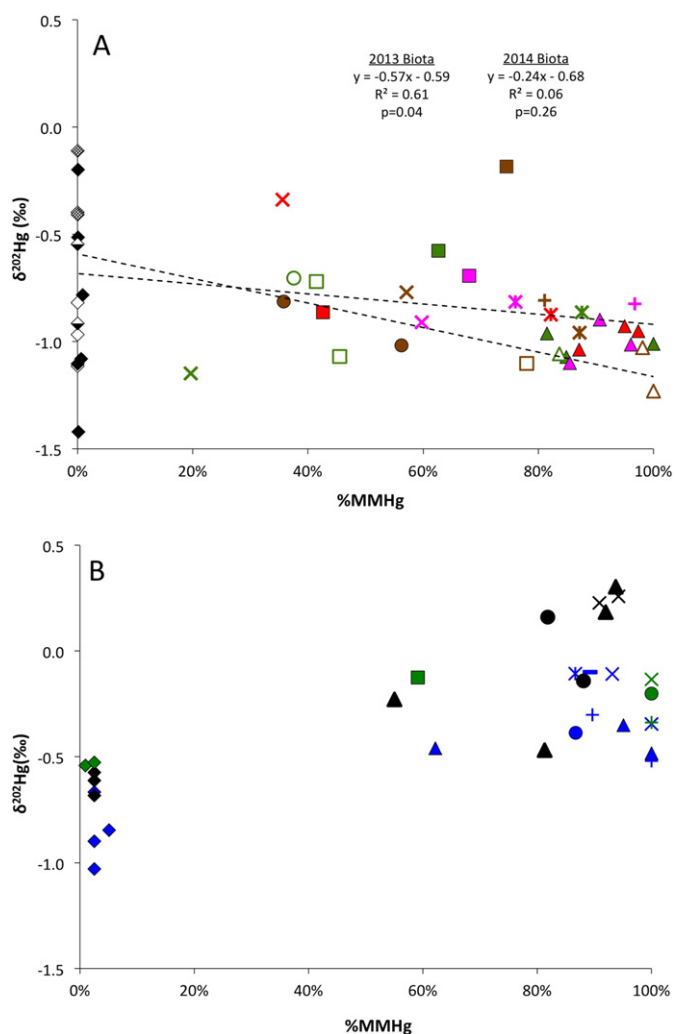 A
2013 Biota
y = -0.57x - 0.59
R² = 0.61
p=0.04
2014 Biota
y = -0.24x - 0.68
R² = 0.06
p=0.26
δ²⁰²Hg (‰)
0.5
0.0
-0.5
-1.0
-1.5
0% 20% 40% 60% 80% 100%
%MMHg
B
δ²⁰²Hg(‰)
0.5
0.0
-0.5
-1.0
-1.5
0% 20% 40% 60% 80% 100%
%MMHg